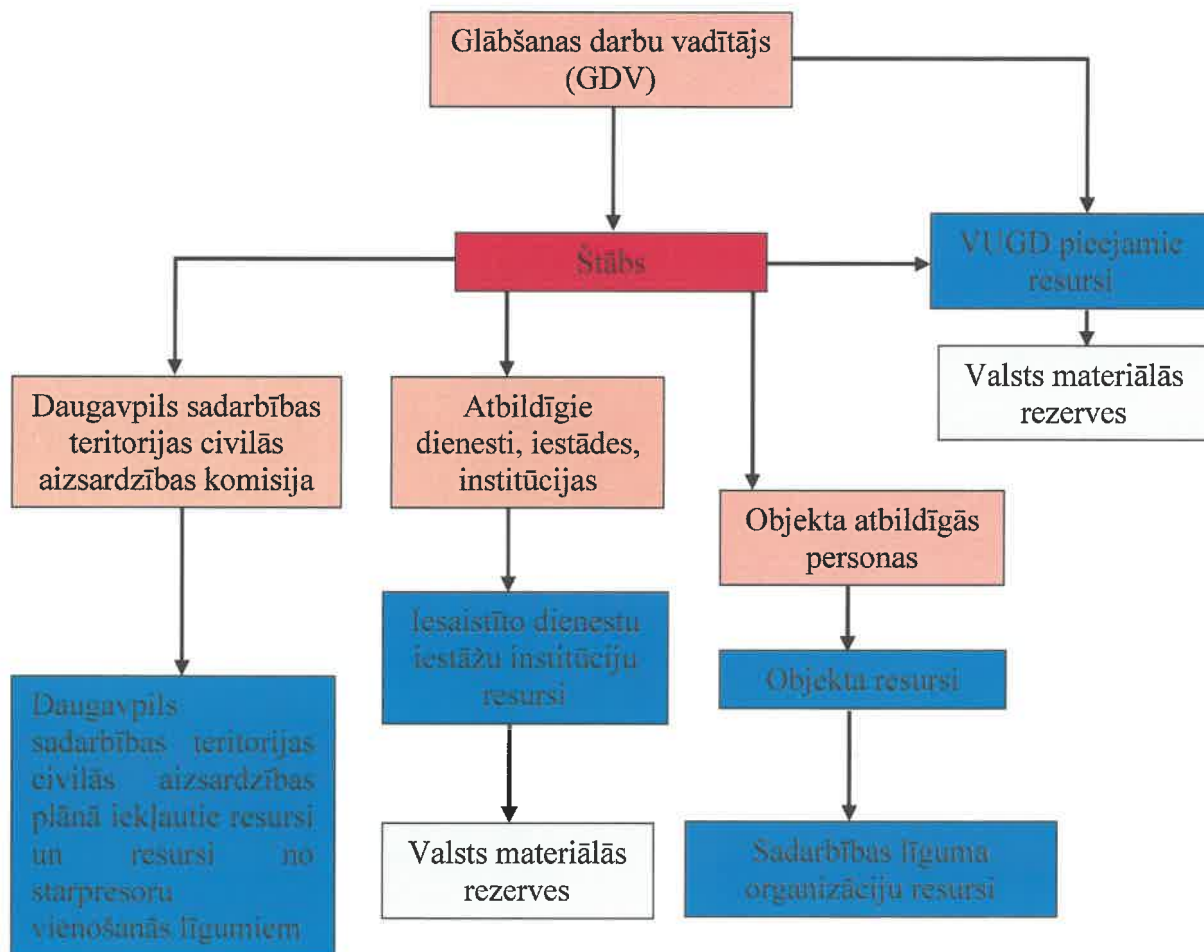 Glābšanas darbu vadītājs
(GDV)
Štābs
VUGD pieejamie
resursi
Valsts materiālās
rezerves
Daugavpils sadarbības
teritorijas civilās
aizsardzības komisija
Atbildīgie
dienesti, iestādes,
institūcijas
Objekta atbildīgās
personas
Iesaistīto dienestu
iestāžu institūciju
resursi
Objekta resursi
Daugavpils
sadarbības teritorijas
civilās aizsardzības
plānā iekļautie resursi
un resursi no
starpresoru
vienošanās līgumiem
Valsts materiālās
rezerves
Sadarbības līguma
organizāciju resursi